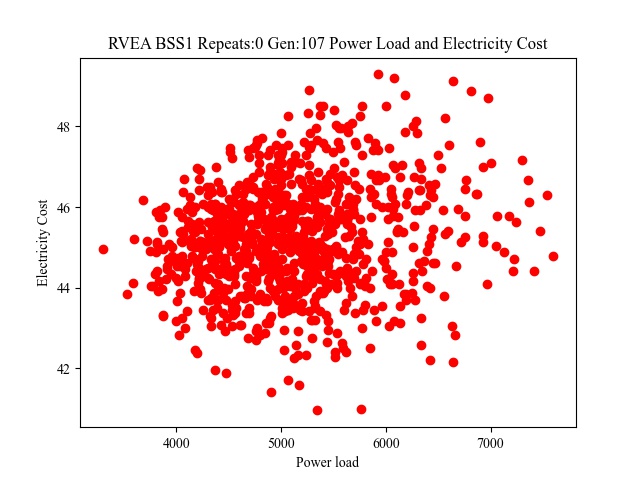 RVEA BSS1 Repeats:0 Gen:107 Power Load and Electricity Cost
48
46
44
42
Electricity Cost
4000 5000 6000 7000
Power load